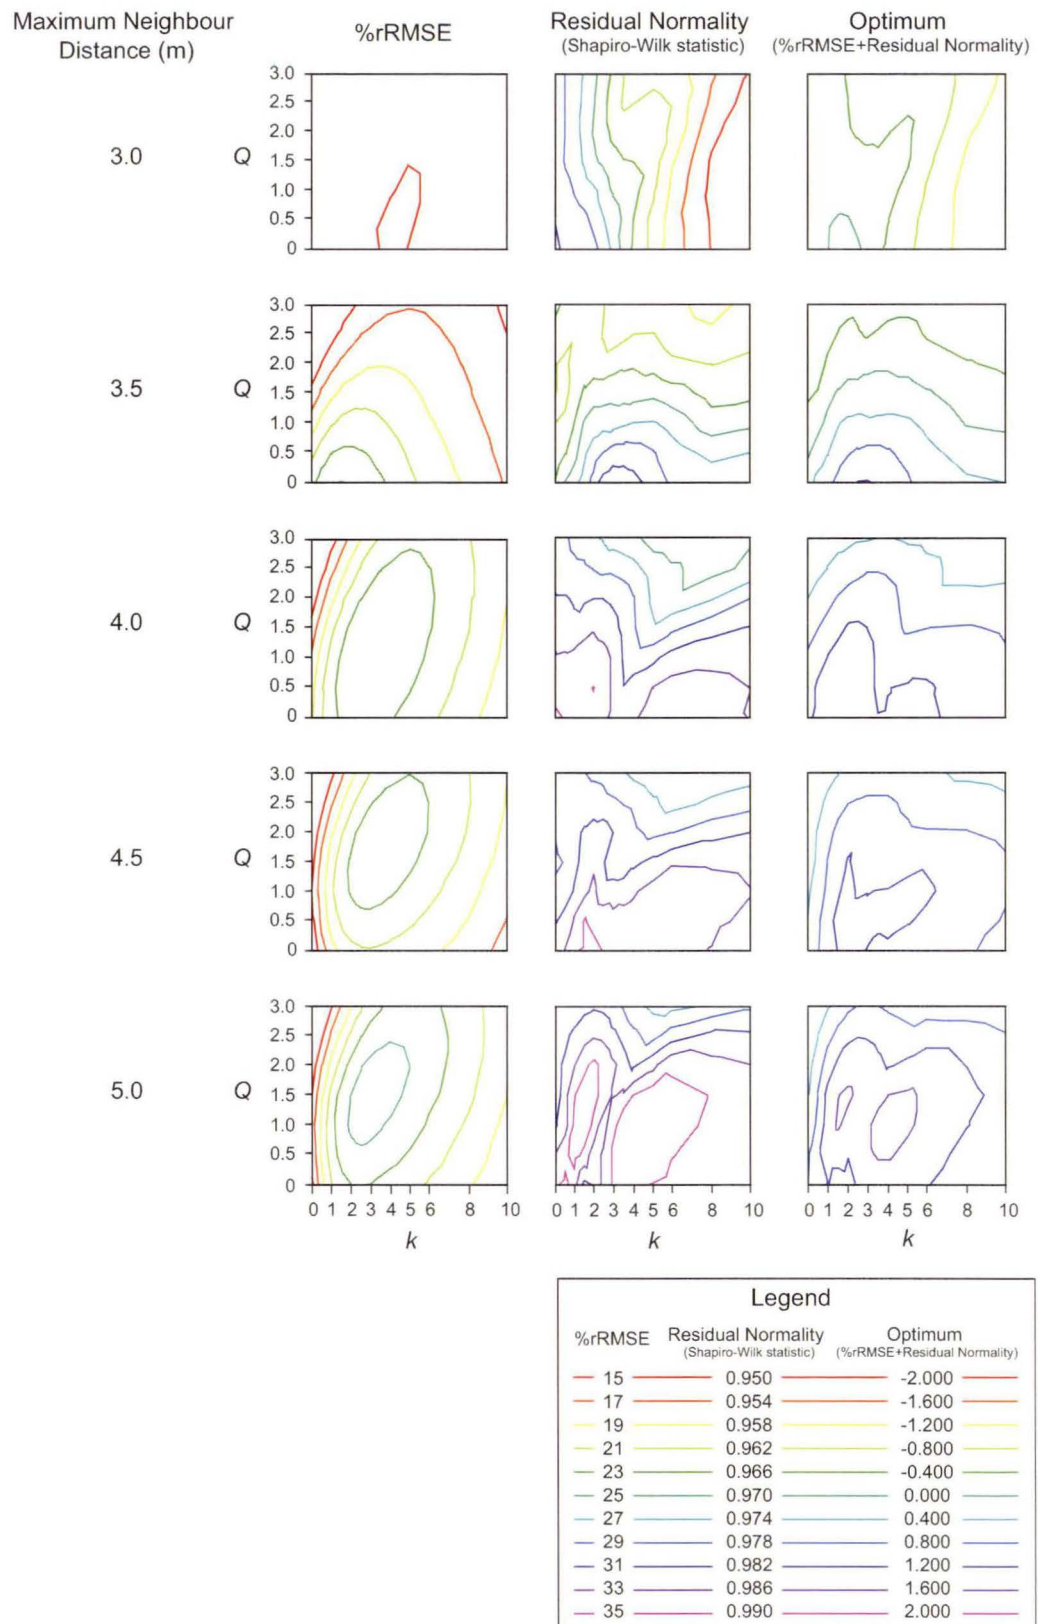 Maximum Neighbour
Distance (m)
%rRMSE
Residual Normality
(Shapiro-Wilk statistic)
Optimum
(%rRMSE+Residual Normality)
3.0
Q
3.0
2.5
2.0
1.5
1.0
0.5
0
3.5
Q
3.0
2.5
2.0
1.5
1.0
0.5
0
4.0
Q
3.0
2.5
2.0
1.5
1.0
0.5
0
4.5
Q
3.0
2.5
2.0
1.5
1.0
0.5
0
5.0
Q
3.0
2.5
2.0
1.5
1.0
0.5
0
0 1 2 3 4 5 6 8 10
0 1 2 3 4 5 6 8 10
0 1 2 3 4 5 6 8 10
k
k
k
Legend
%rRMSE Residual Normality Optimum
(Shapiro-Wilk statistic) (%rRMSE+Residual Normality)
15 0.950 -2.000
17 0.954 -1.600
19 0.958 -1.200
21 0.962 -0.800
23 0.966 -0.400
25 0.970 0.000
27 0.974 0.400
29 0.978 0.800
31 0.982 1.200
33 0.986 1.600
35 0.990 2.000